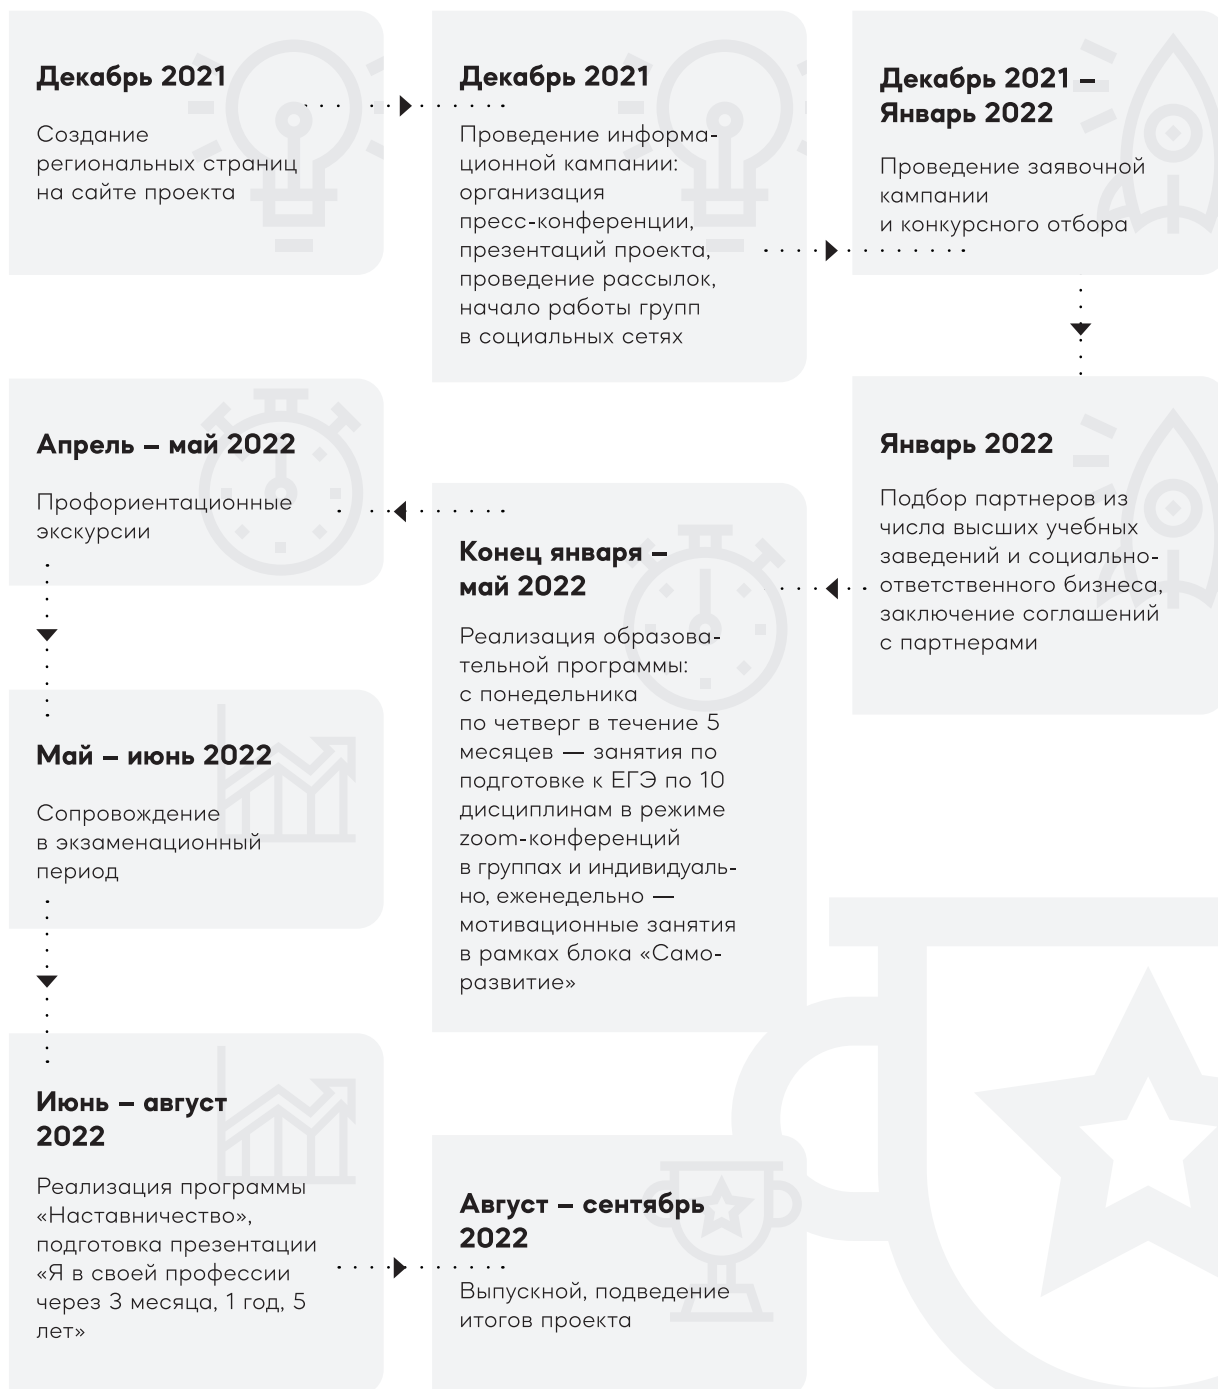 Декабрь 2021
Создание
региональных страниц
на сайте проекта
Декабрь 2021
Проведение информа-
ционной кампании:
организация
пресс-конференции,
презентаций проекта,
проведение рассылок,
начало работы групп
в социальных сетях
Декабрь 2021 –
Январь 2022
Проведение заявочной
кампании
и конкурсного отбора
Январь 2022
Подбор партнеров из
числа высших учебных
заведений и социально-
ответственного бизнеса,
заключение соглашений
с партнерами
Конец января –
май 2022
Реализация образова-
тельной программы:
с понедельника
по четверг в течение 5
месяцев — занятия по
подготовке к ЕГЭ по 10
дисциплинам в режиме
zoom-конференций
в группах и индивидуаль-
но, еженедельно —
мотивационные занятия
в рамках блока «Само-
развитие»
Апрель – май 2022
Профориентационные
экскурсии
Май – июнь 2022
Сопровождение
в экзаменационный
период
Июнь – август
2022
Реализация программы
«Наставничество»,
подготовка презентации
«Я в своей профессии
через 3 месяца, 1 год, 5
лет»
Август – сентябрь
2022
Выпускной, подведение
итогов проекта